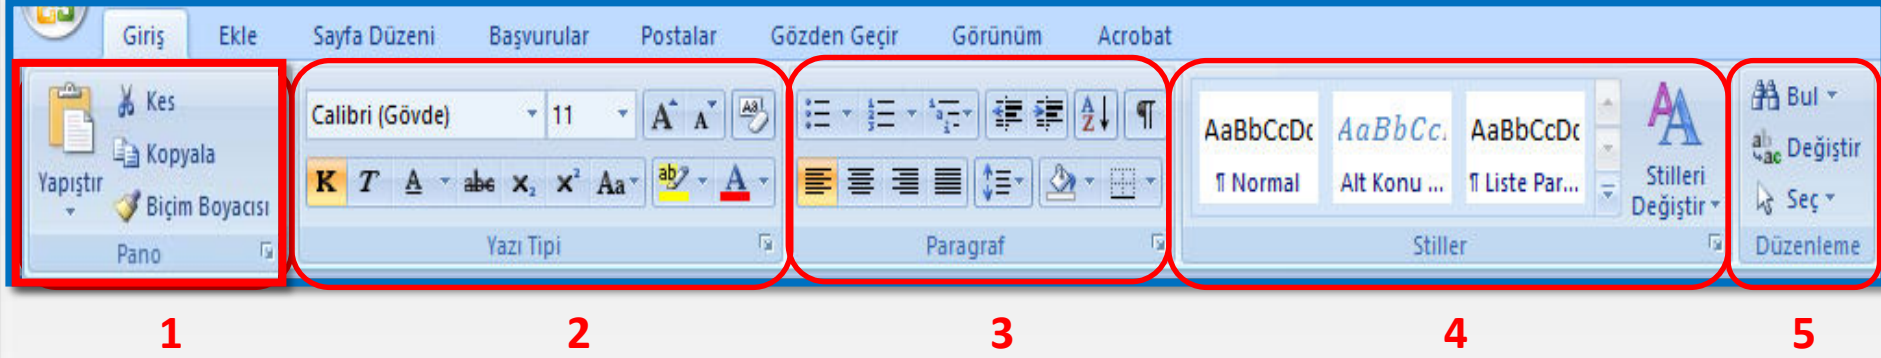 Giriş Ekle Sayfa Düzeni Başvurular Postalar Gözden Geçir Görünüm Acrobat
Yapıştır
Kes
Kopyala
Biçim Boyacısı
Pano
Calibri (Gövde) 11 A A Aa
K T A abe x₂ x² Aa ab A
Yazı Tipi
A Z ¶
Paragraf
AaBbCcDc AaBbCc. AaBbCcDc
¶ Normal Alt Konu ... ¶ Liste Par...
Stilleri
Değiştir
Stiller
Bul
Değiştir
Seç
Düzenleme
1 2 3 4 5